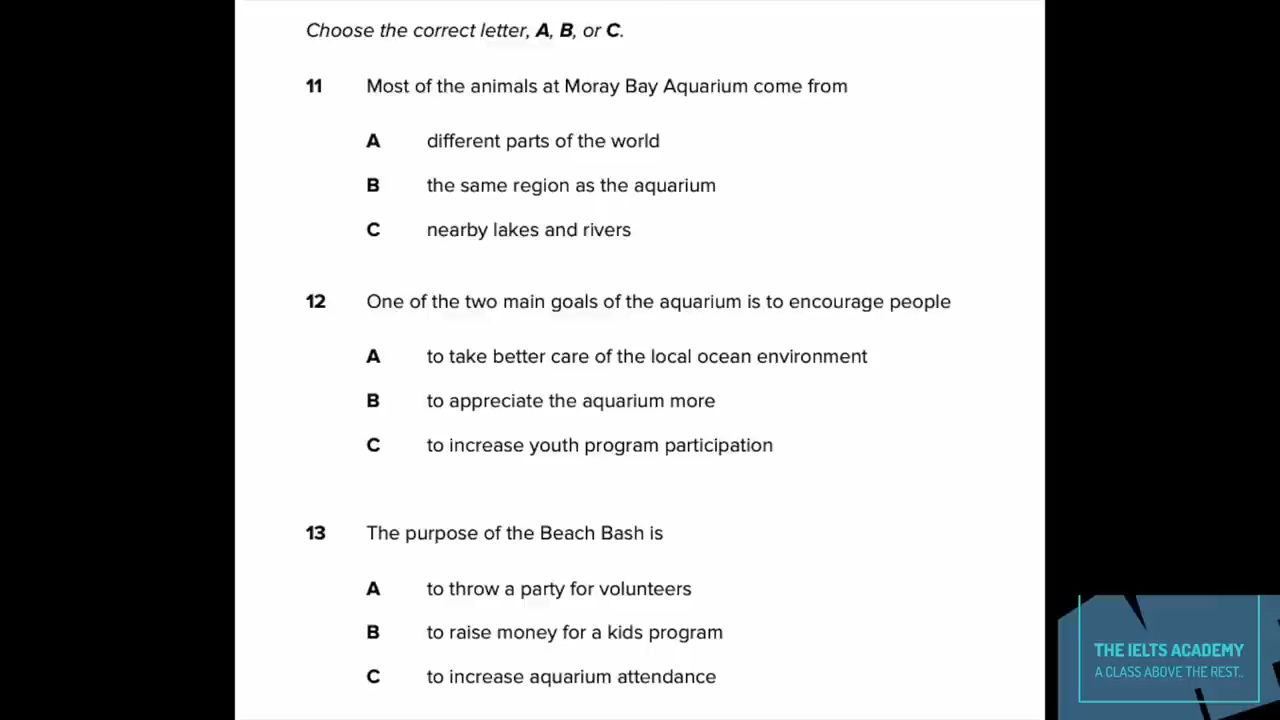 Choose the correct letter, A, B, or C.
11 Most of the animals at Moray Bay Aquarium come from
A different parts of the world
B the same region as the aquarium
C nearby lakes and rivers
12 One of the two main goals of the aquarium is to encourage people
A to take better care of the local ocean environment
B to appreciate the aquarium more
C to increase youth program participation
13 The purpose of the Beach Bash is
A to throw a party for volunteers
B to raise money for a kids program
C to increase aquarium attendance
THE IELTS ACADEMY
A CLASS ABOVE THE REST..